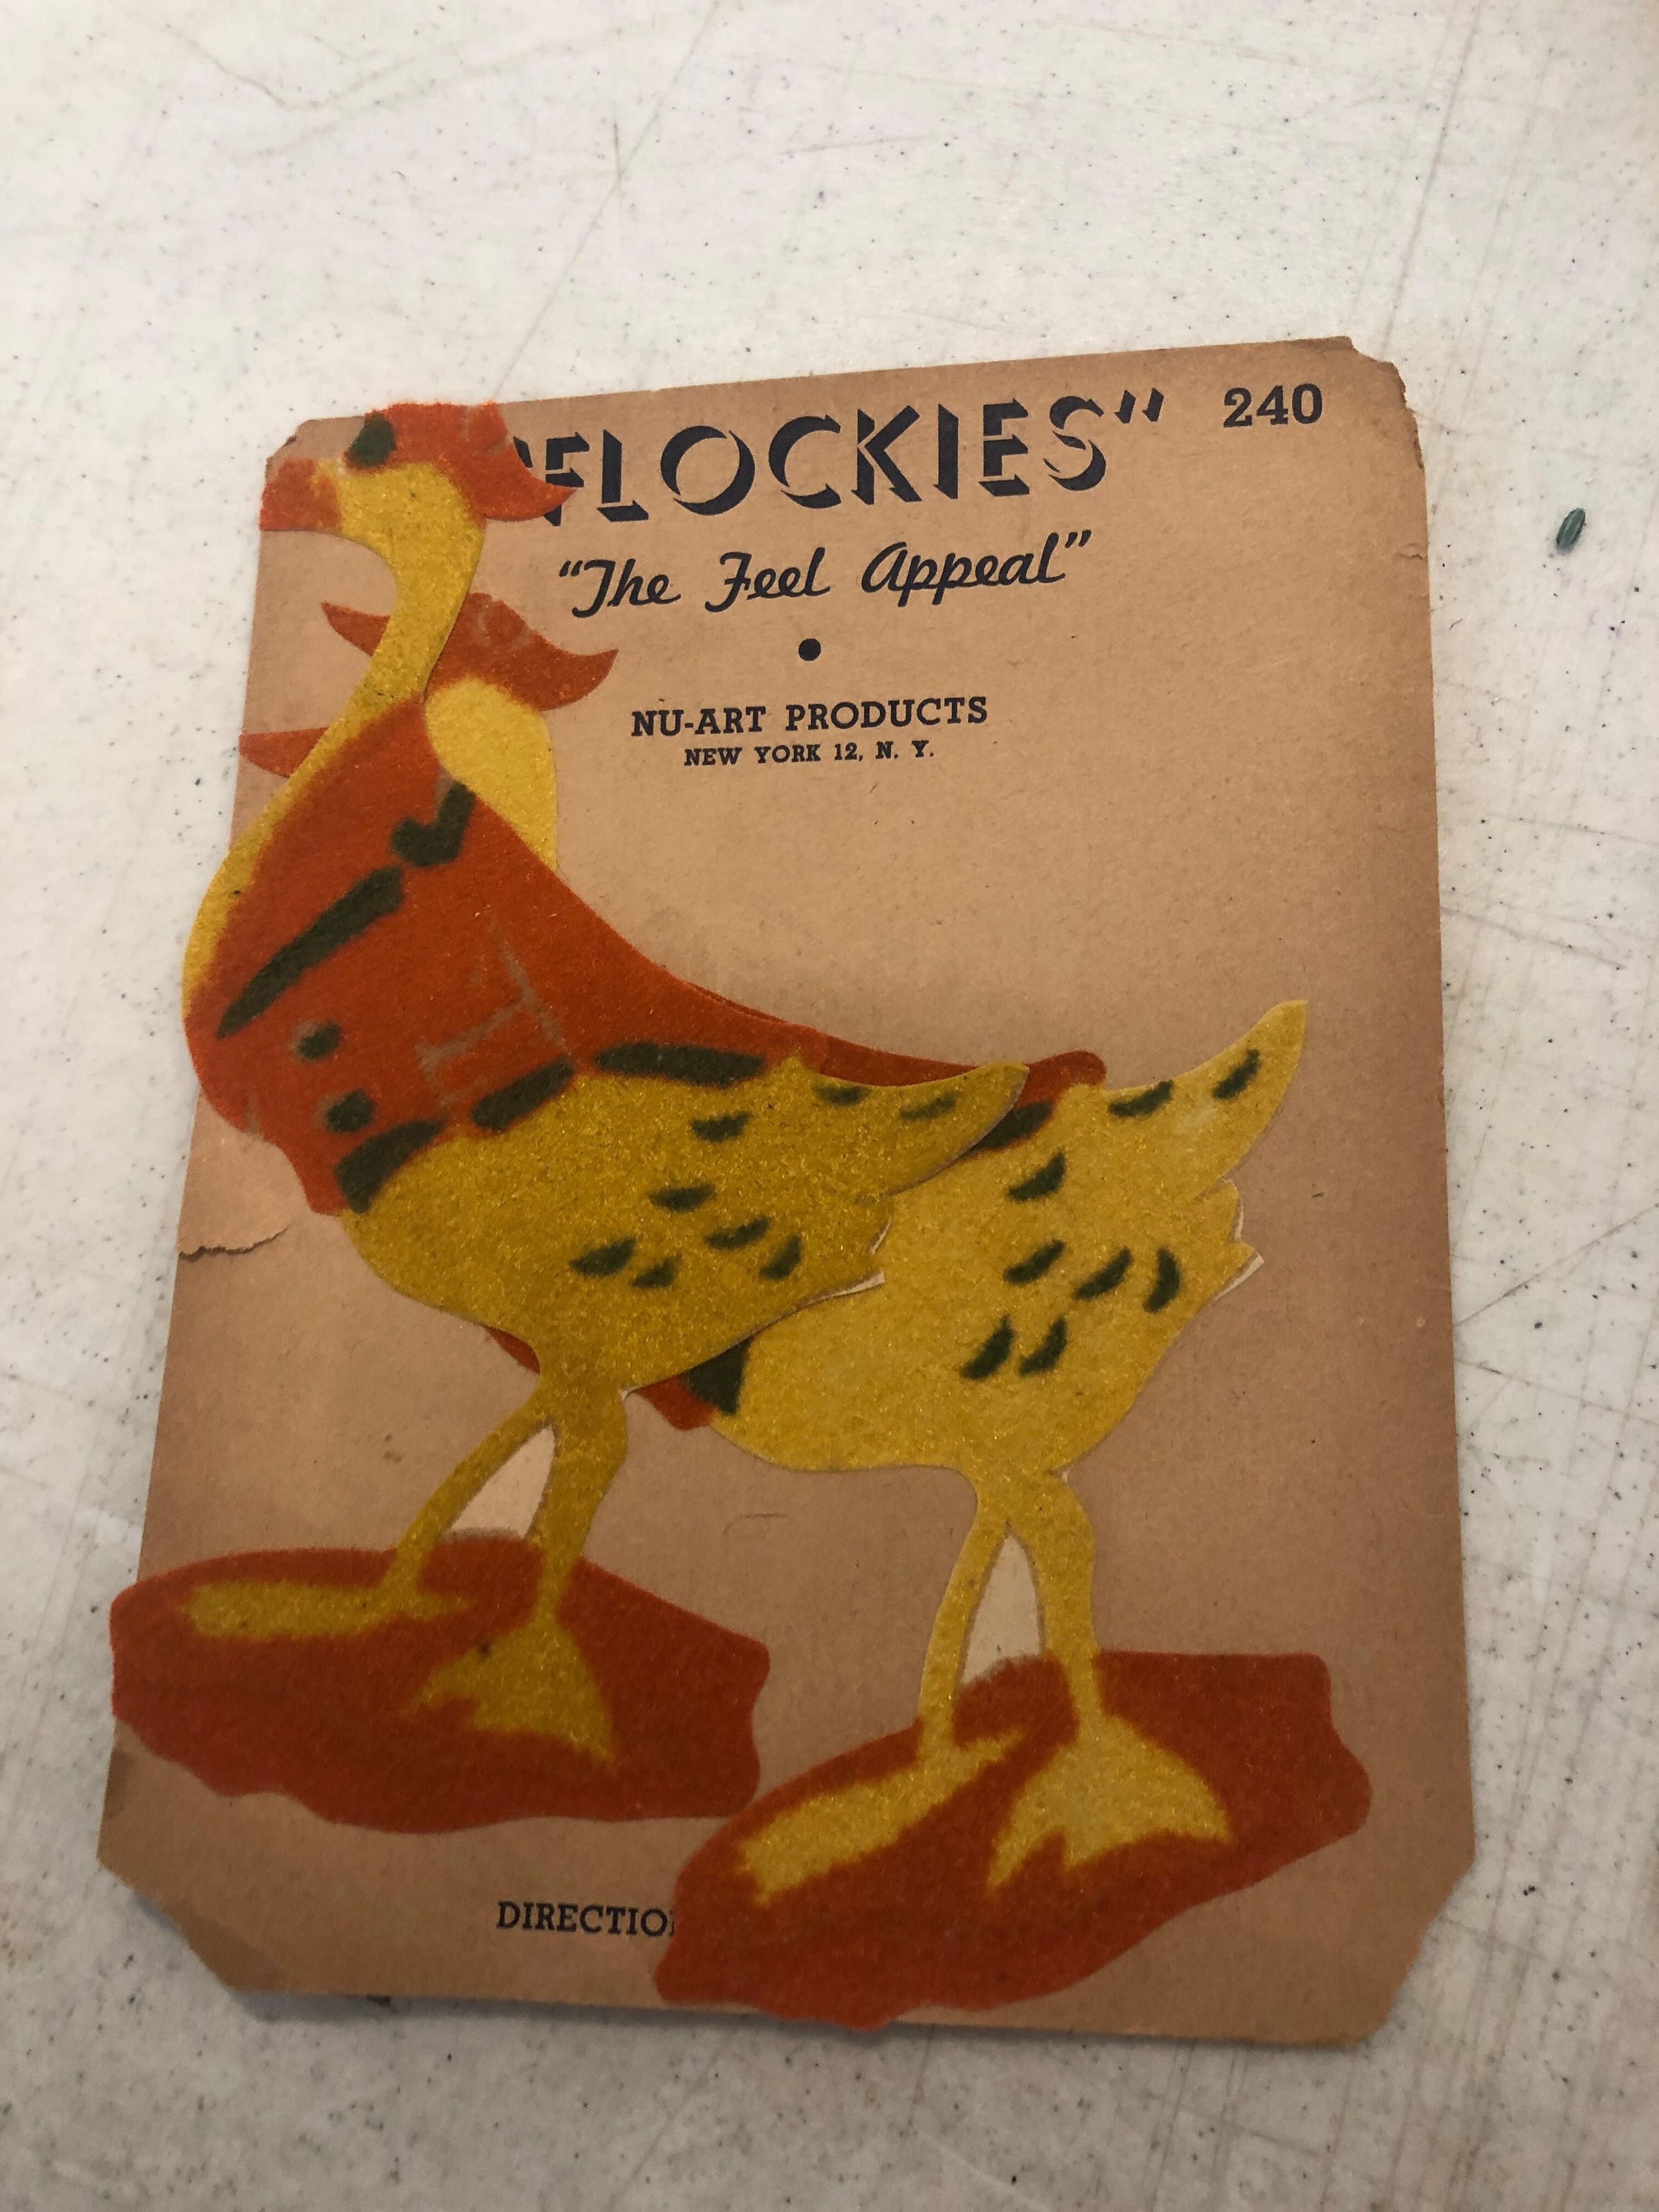 "FLOCKIES" 240
"The Feel Appeal"
NU-ART PRODUCTS
NEW YORK 12, N. Y.